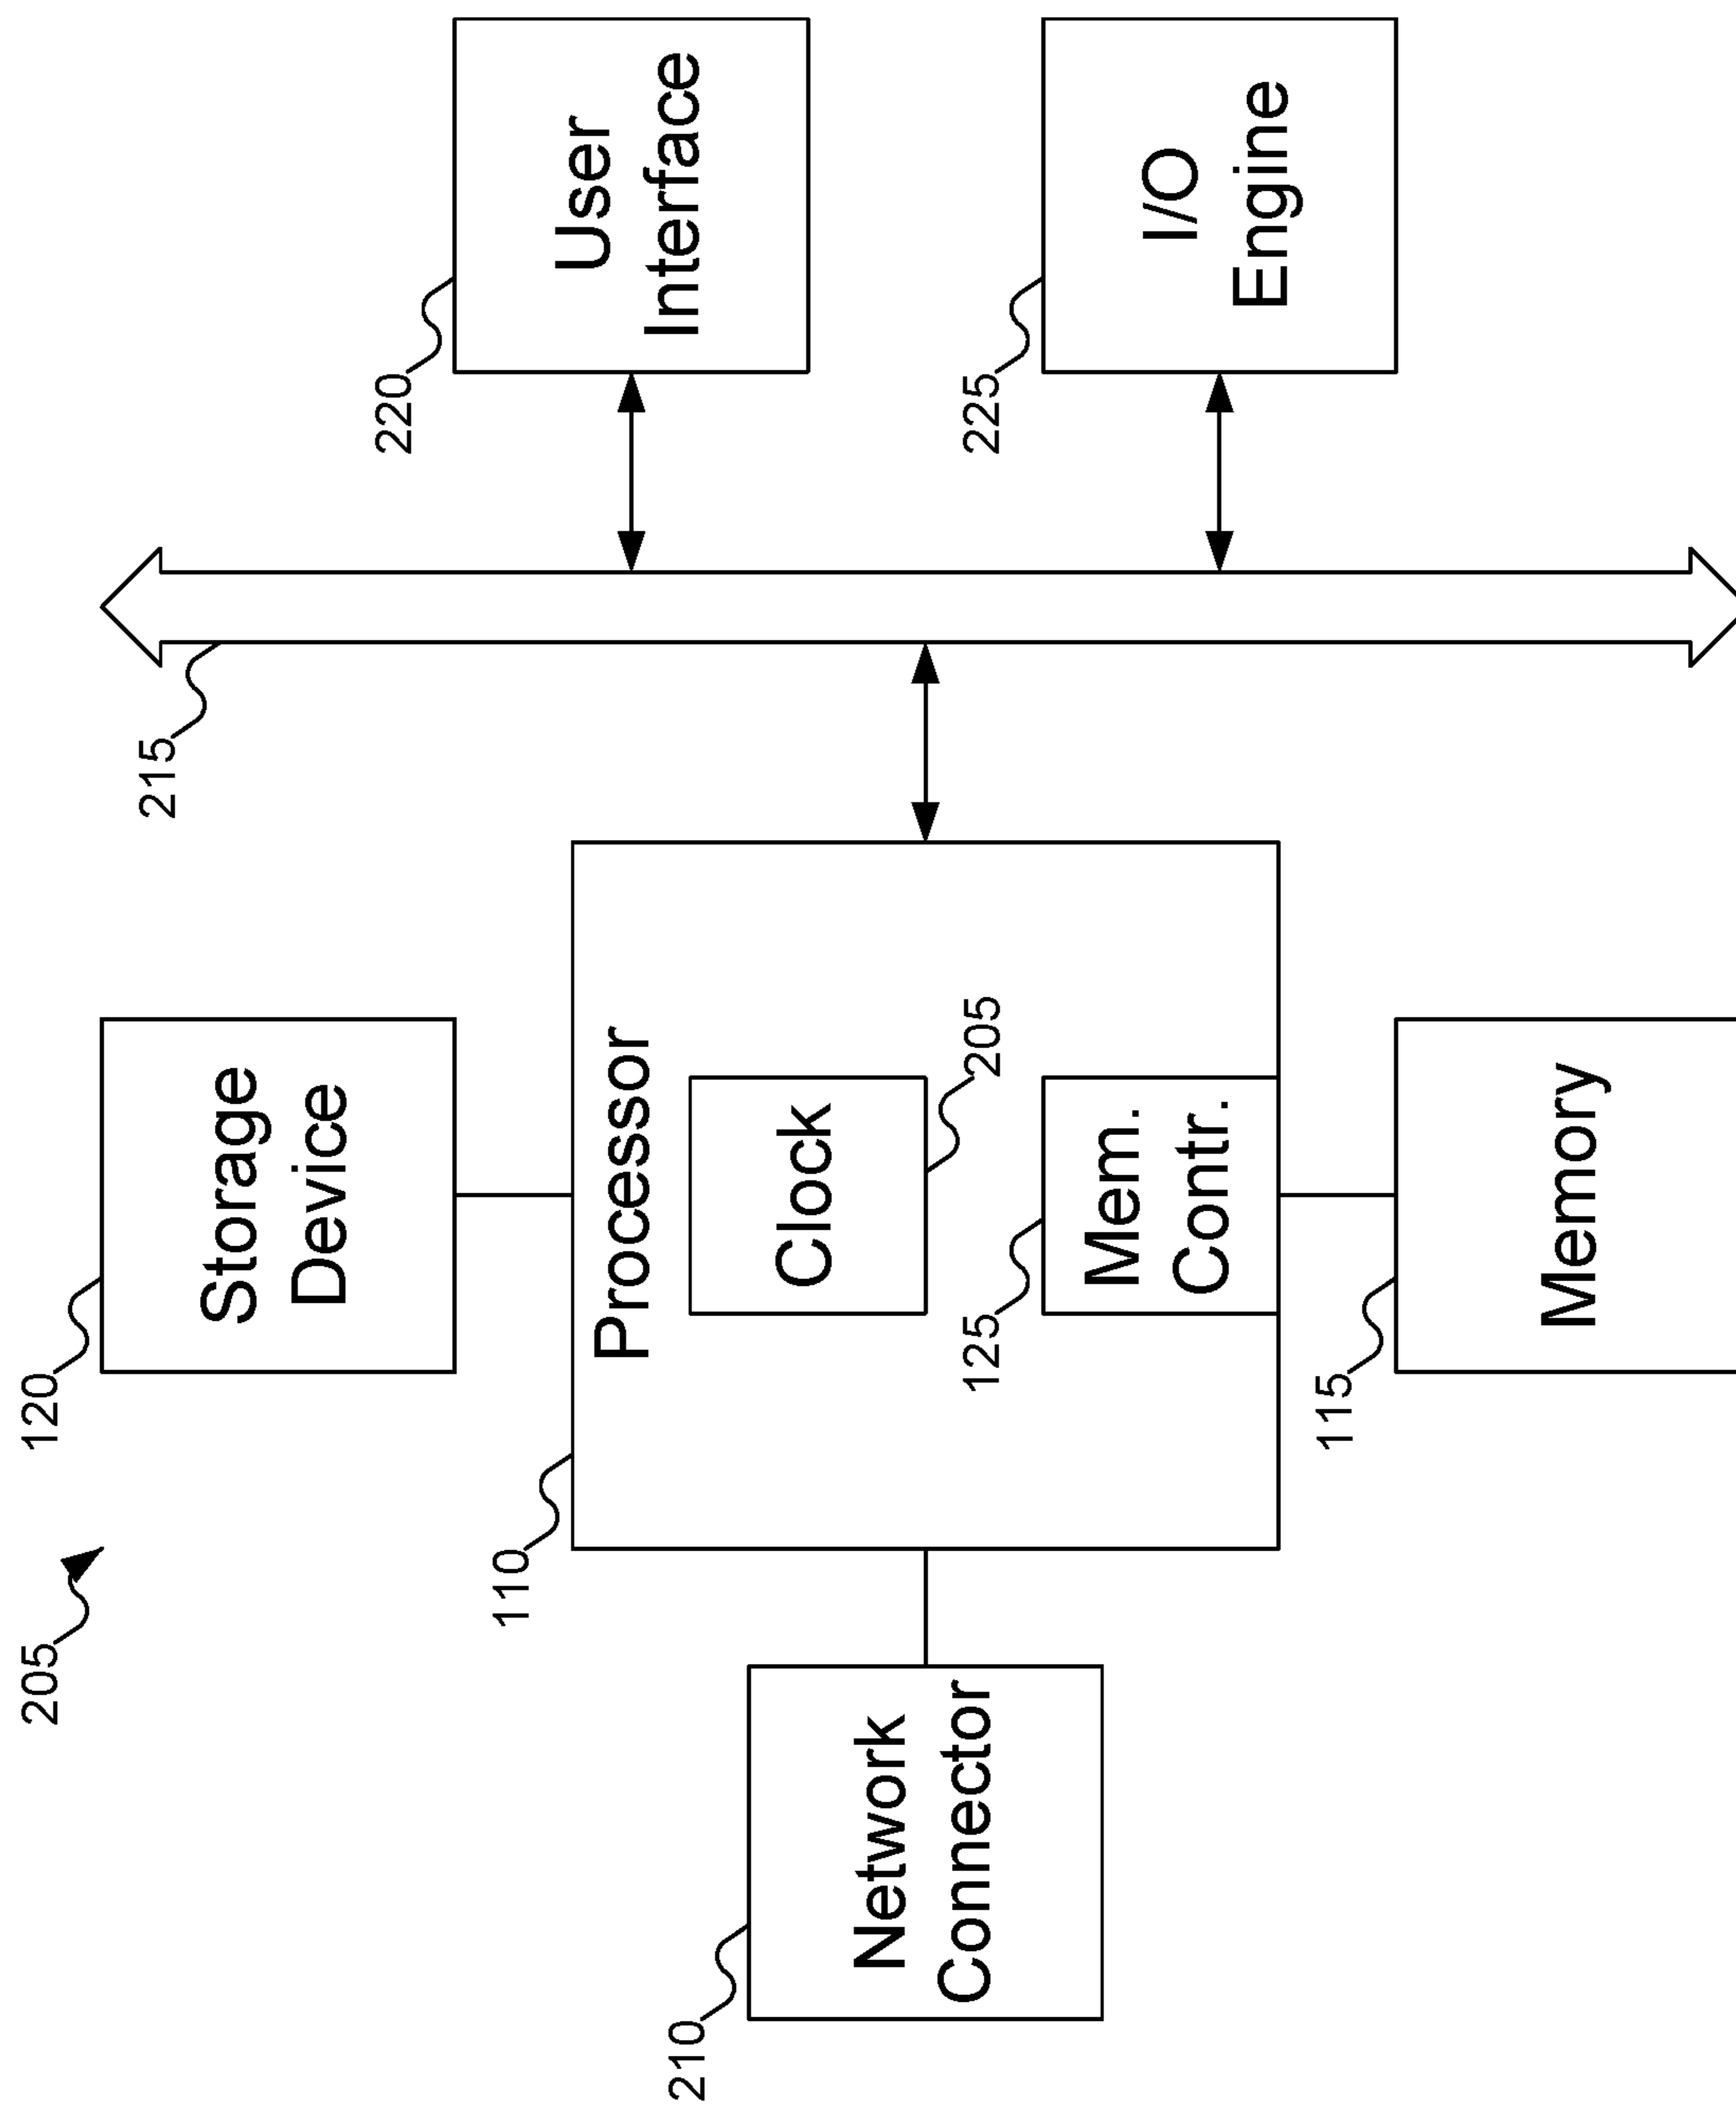 205
120
Storage
Device
110
Processor
Clock
205
125
Mem.
Contr.
115
Memory
210
Network
Connector
215
220
User
Interface
225
I/O
Engine